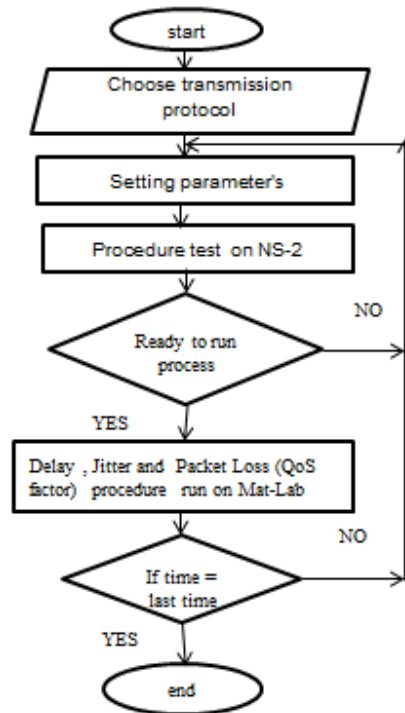 start
Choose transmission
protocol
Setting parameter's
Procedure test on NS-2
NO
Ready to run
process
YES
Delay , Jitter and Packet Loss (QoS
factor) procedure run on Mat-Lab
NO
If time =
last time
YES
end